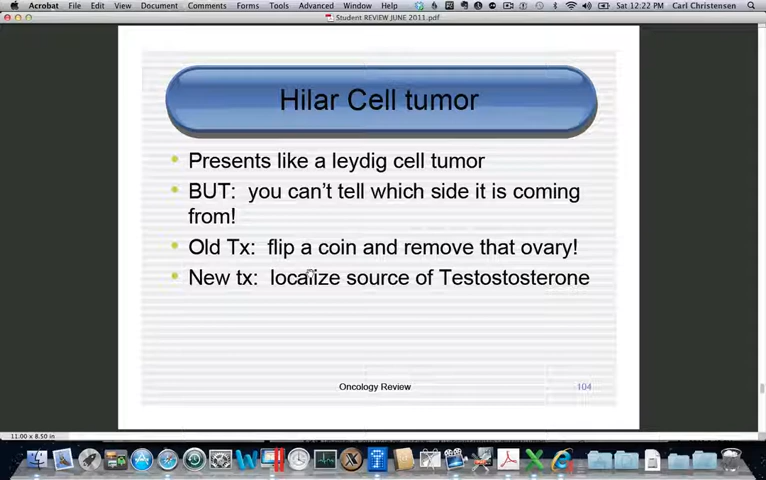 Acrobat File Edit View Document Comments Forms Tools Advanced Window Help Sat 12:22 PM Carl Christensen
Student REVIEW JUNE 2011.pdf
Hilar Cell tumor
Presents like a leydig cell tumor
BUT: you can't tell which side it is coming
from!
Old Tx: flip a coin and remove that ovary!
New tx: localize source of Testostosterone
Oncology Review
104
11.00 x 8.50 in